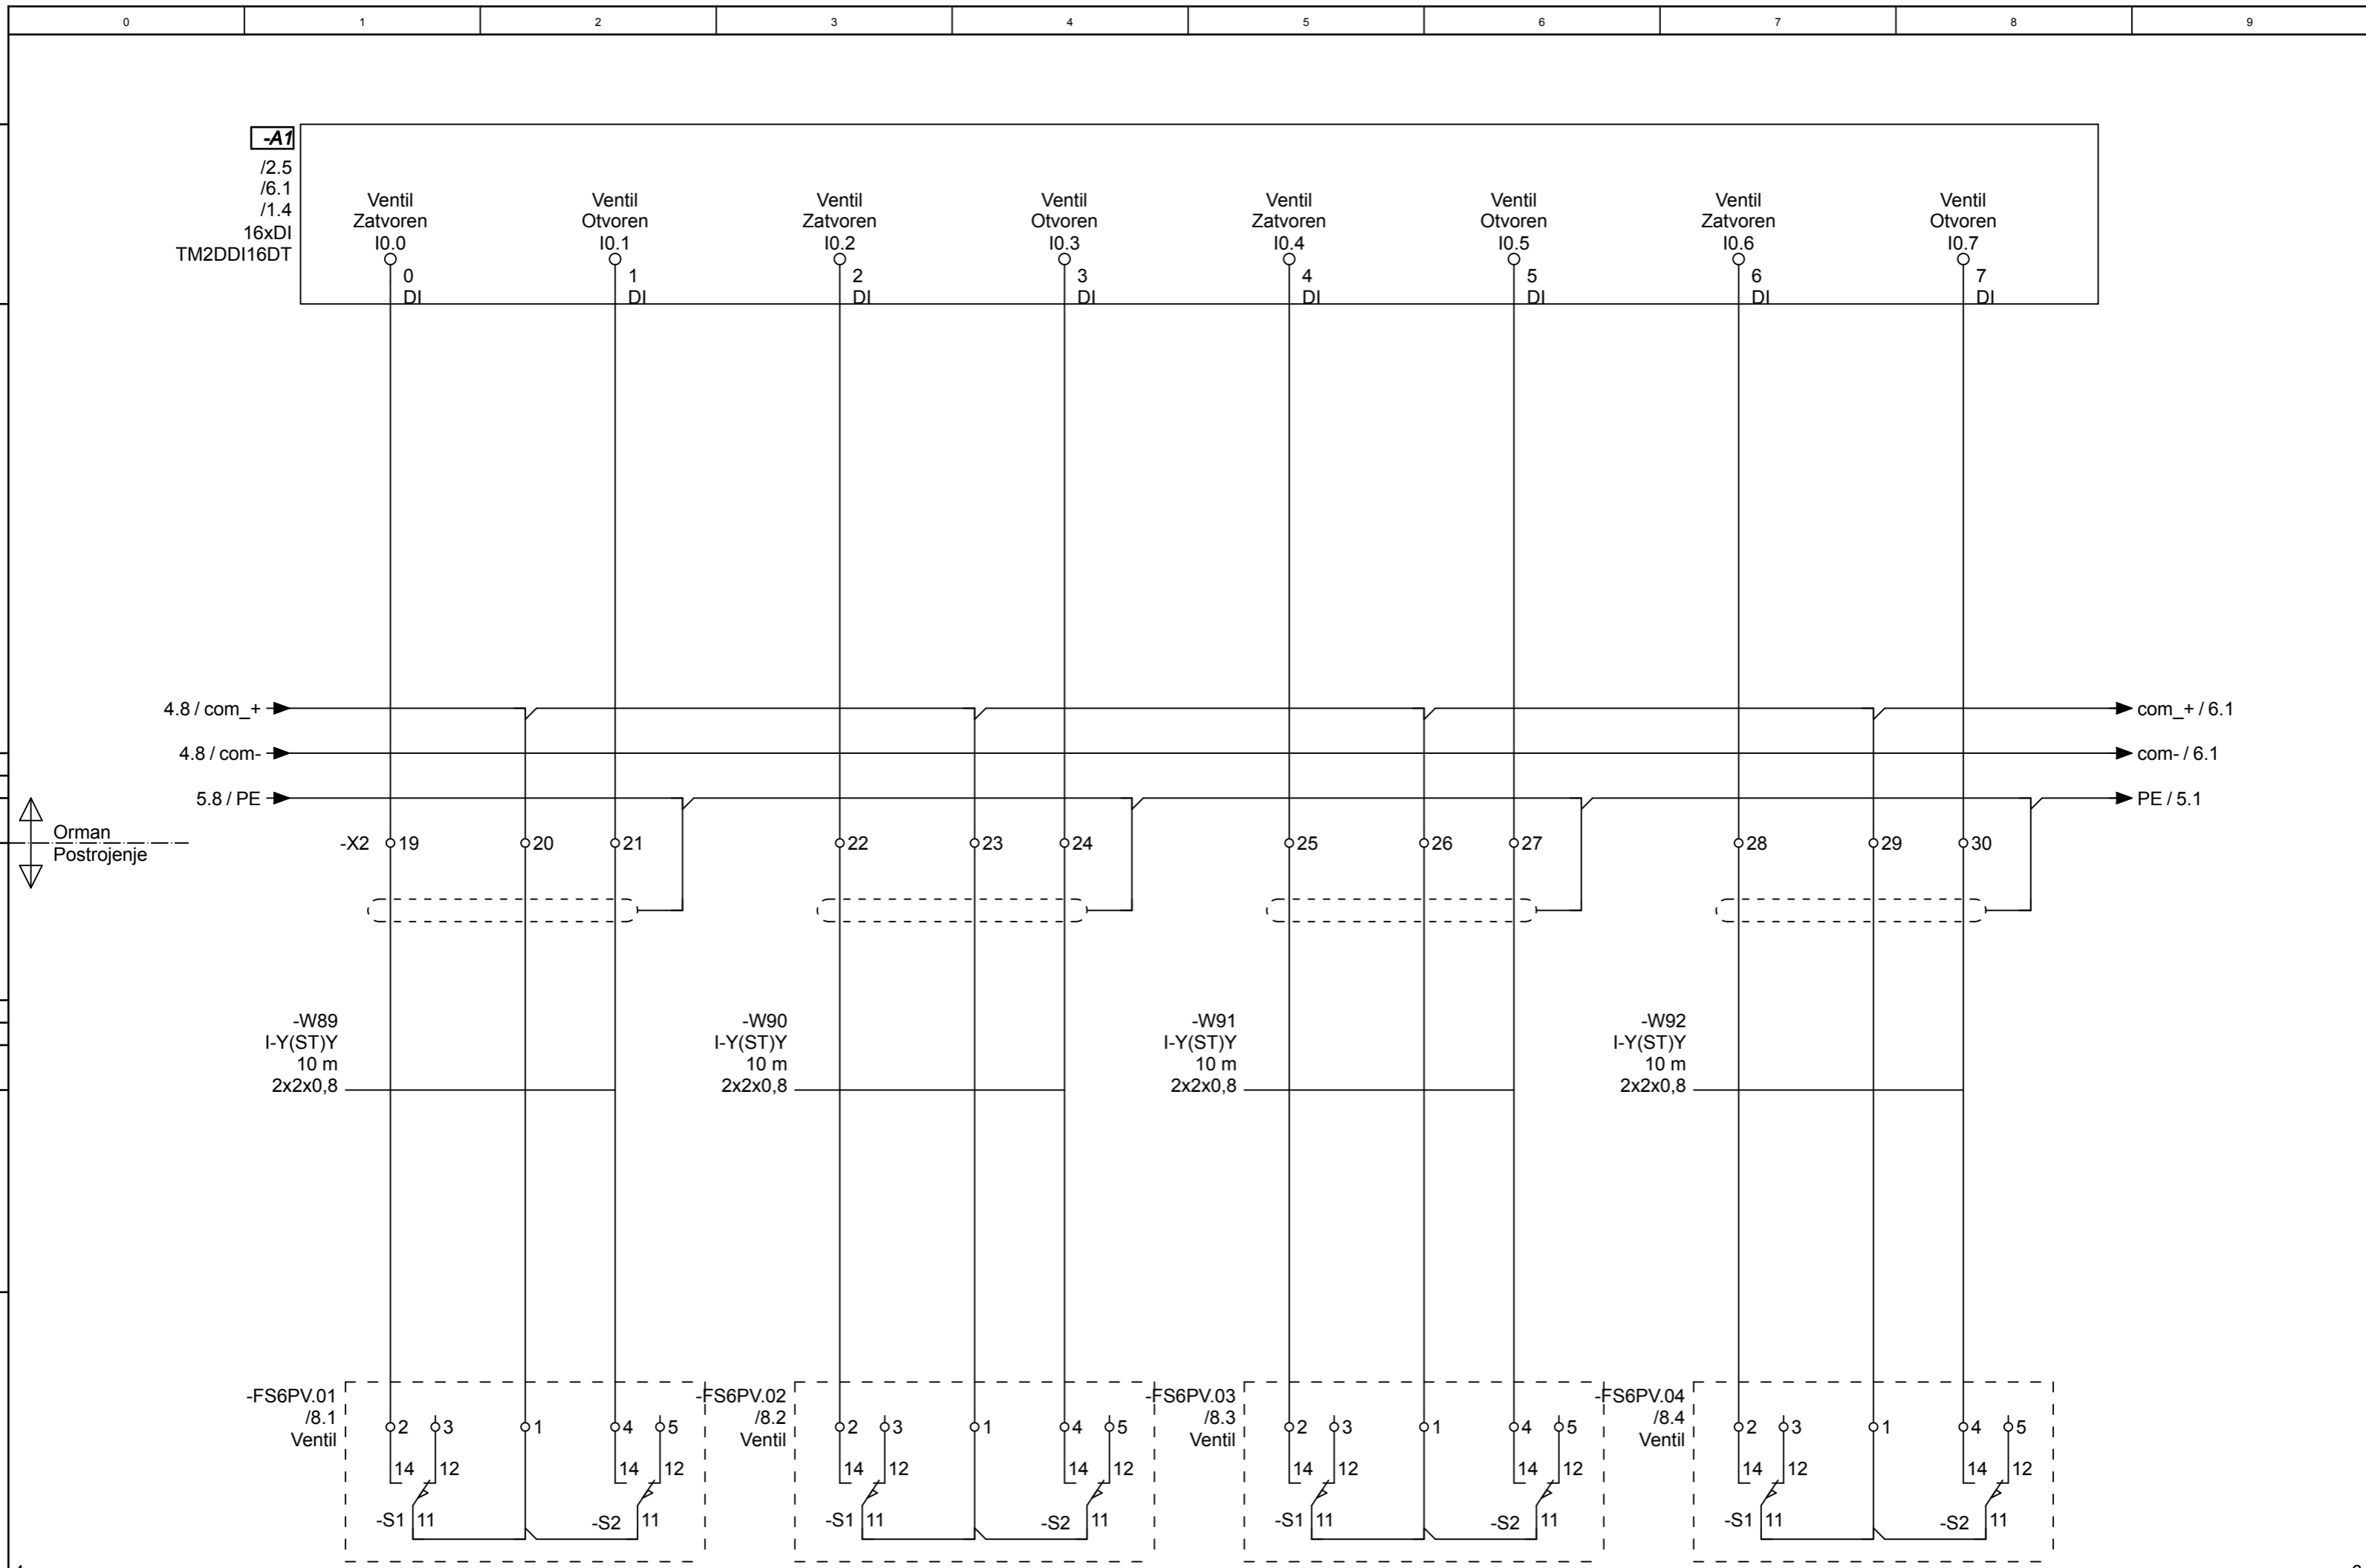 0 1 2 3 4 5 6 7 8 9
-A1
/2.5
/6.1
/1.4
16xDI
TM2DDI16DT
Ventil Ventil Ventil Ventil Ventil Ventil Ventil Ventil
Zatvoren Otvoren Zatvoren Otvoren Zatvoren Otvoren Zatvoren Otvoren
I0.0 I0.1 I0.2 I0.3 I0.4 I0.5 I0.6 I0.7
0 1 2 3 4 5 6 7
DI DI DI DI DI DI DI DI
4.8 / com_+ com_+ / 6.1
4.8 / com- com- / 6.1
5.8 / PE PE / 5.1
Orman
Postrojenje
-X2 19 20 21 22 23 24 25 26 27 28 29 30
-W89 -W90 -W91 -W92
I-Y(ST)Y I-Y(ST)Y I-Y(ST)Y I-Y(ST)Y
10 m 10 m 10 m 10 m
2x2x0,8 2x2x0,8 2x2x0,8 2x2x0,8
-FS6PV.01 -FS6PV.02 -FS6PV.03 -FS6PV.04
/8.1 /8.2 /8.3 /8.4
Ventil Ventil Ventil Ventil
2 3 1 4 5 2 3 1 4 5 2 3 1 4 5 2 3 1 4 5
14 12 14 12 14 12 14 12 14 12 14 12 14 12 14 12
-S1 11 -S2 11 -S1 11 -S2 11 -S1 11 -S2 11 -S1 11 -S2 11